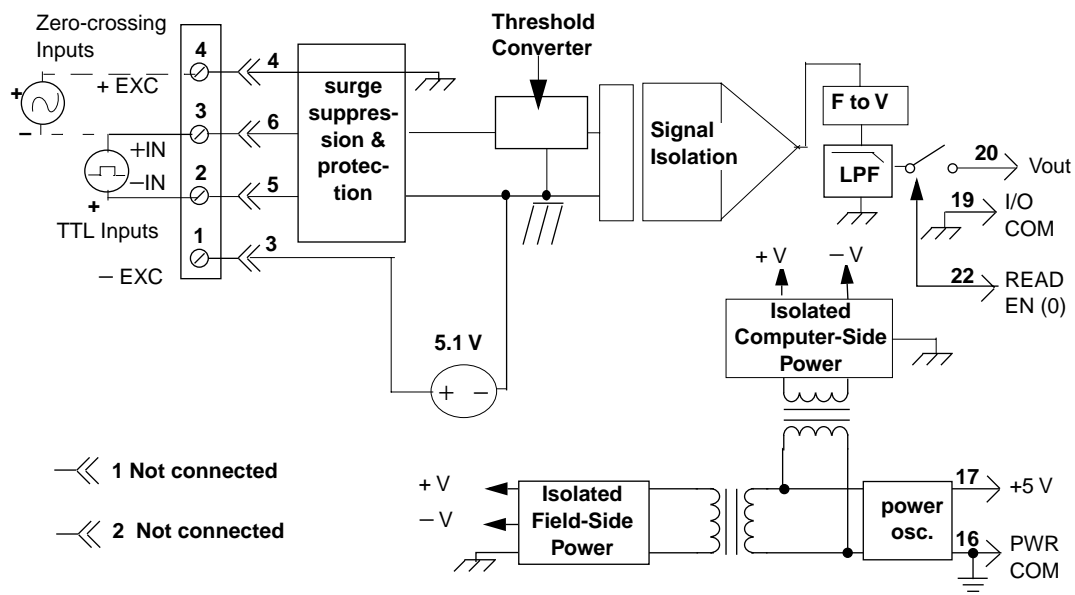 Zero-crossing
Inputs
+ EXC
+
−
4
3
2
1
4
6
5
3
+IN
−IN
+
TTL Inputs
− EXC
surge
suppres-
sion &
protec-
tion
Threshold
Converter
Signal
Isolation
F to V
LPF
20
Vout
19
I/O
COM
22
READ
EN (0)
+ V
− V
Isolated
Computer-Side
Power
5.1 V
+ −
1 Not connected
2 Not connected
+ V
− V
Isolated
Field-Side
Power
power
osc.
17
+5 V
16
PWR
COM